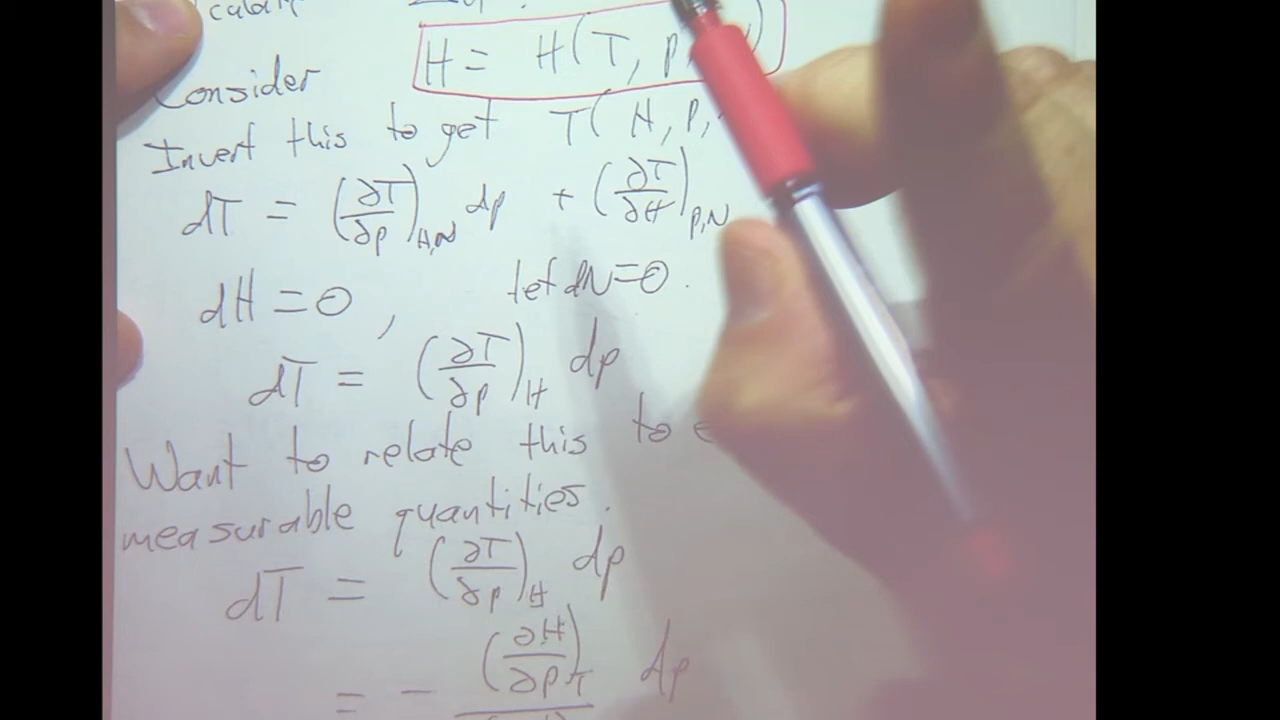 H = H(T, P,
Consider
Invert this to get T( H, P,
dT = (∂T/∂p)_{H,N} dp + (∂T/∂H)_{P,N}
dH = 0, let dN=0.
dT = (∂T/∂p)_H dp
Want to relate this to
measurable quantities.
dT = (∂T/∂p)_H dp
= - (∂H/∂p)_T dp